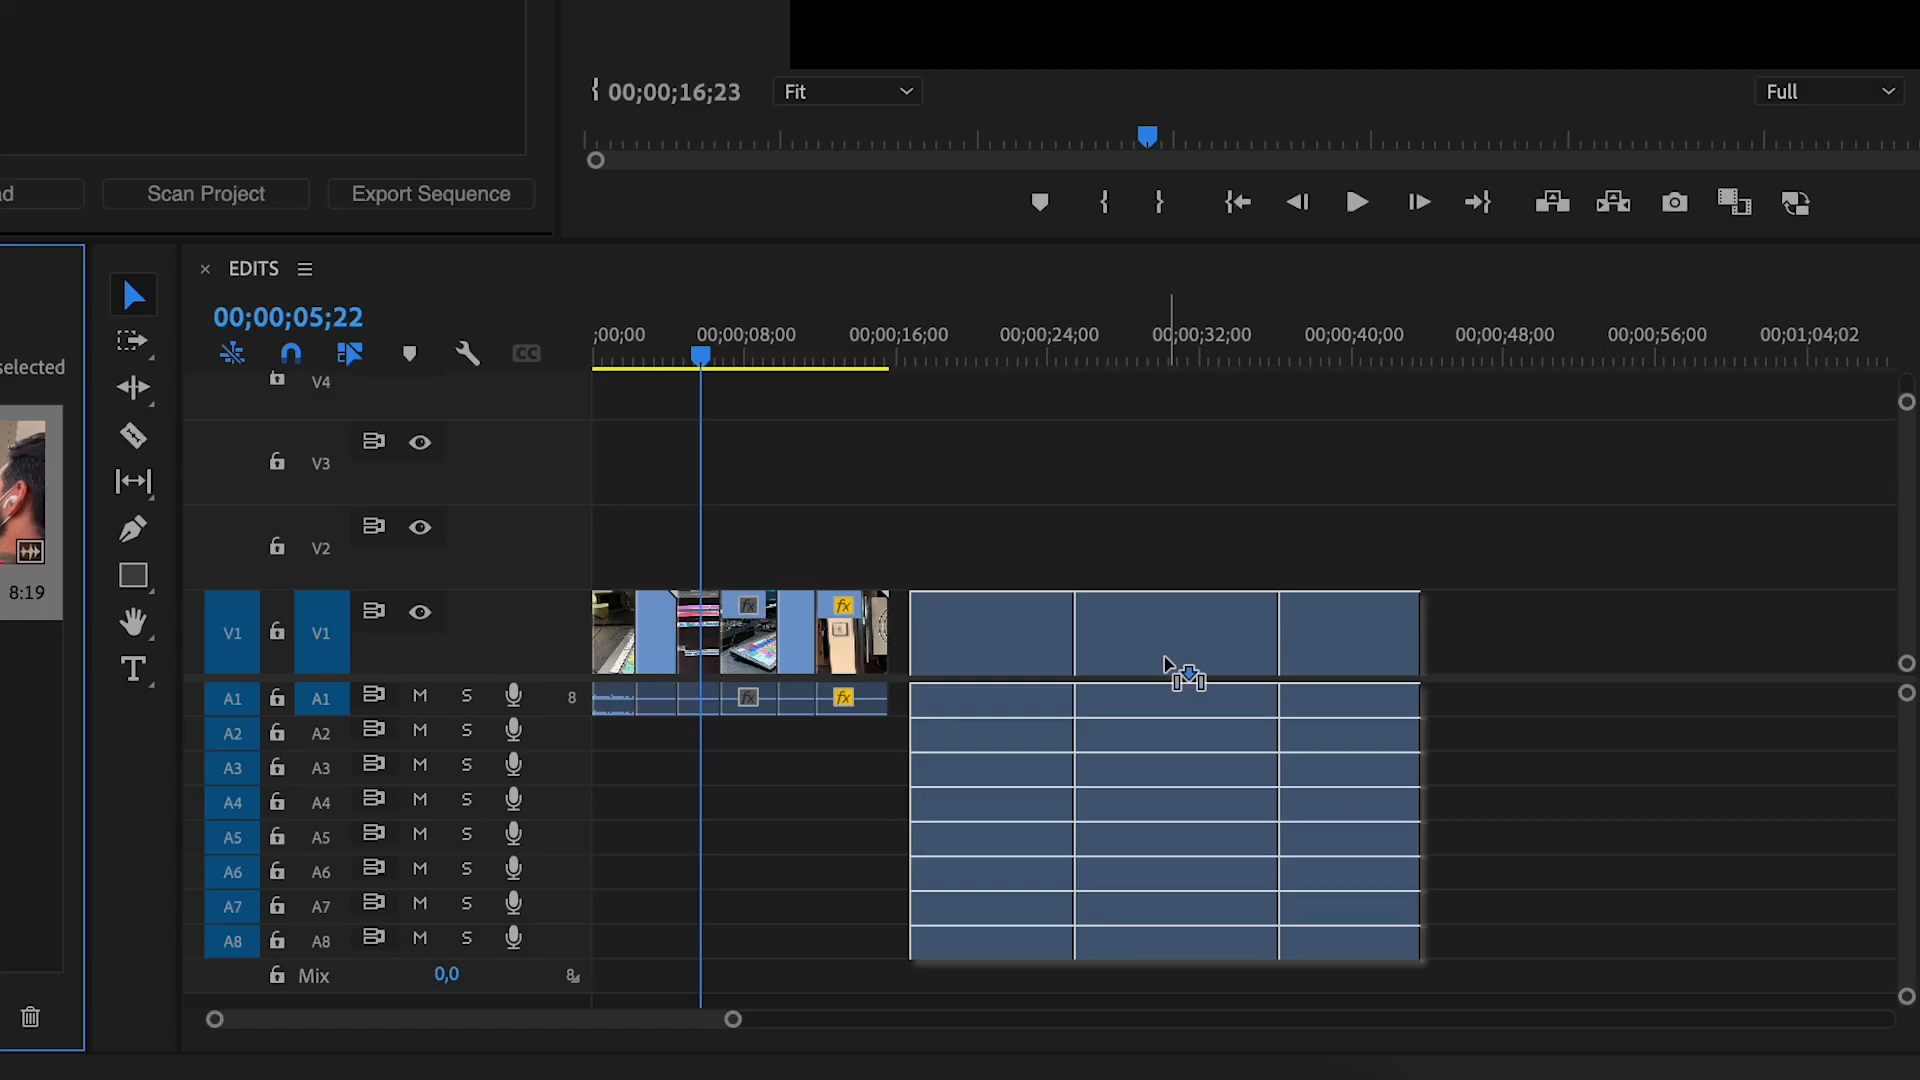 00;00;16;23
Fit
Full
ad
Scan Project
Export Sequence
× EDITS
00;00;05;22
;00;00 00;00;08;00 00;00;16;00 00;00;24;00 00;00;32;00 00;00;40;00 00;00;48;00 00;00;56;00 00;01;04;02
CC
selected
V4
V3
V2
8:19
V1 V1
fx fx
A1 A1 M S 8
fx fx
A2 A2 M S
A3 A3 M S
A4 A4 M S
A5 A5 M S
A6 A6 M S
A7 A7 M S
A8 A8 M S
Mix 0,0 8
T